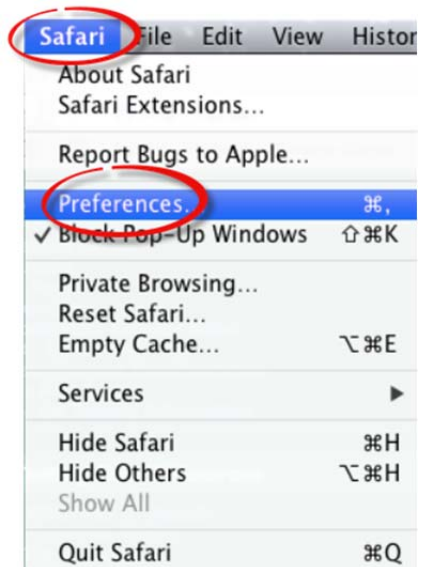 Safari File Edit View Histor
About Safari
Safari Extensions...
Report Bugs to Apple...
Preferences... ⌘,
✓ Block Pop-Up Windows ⇧⌘K
Private Browsing...
Reset Safari...
Empty Cache... ⌥⌘E
Services ▶
Hide Safari ⌘H
Hide Others ⌥⌘H
Show All
Quit Safari ⌘Q